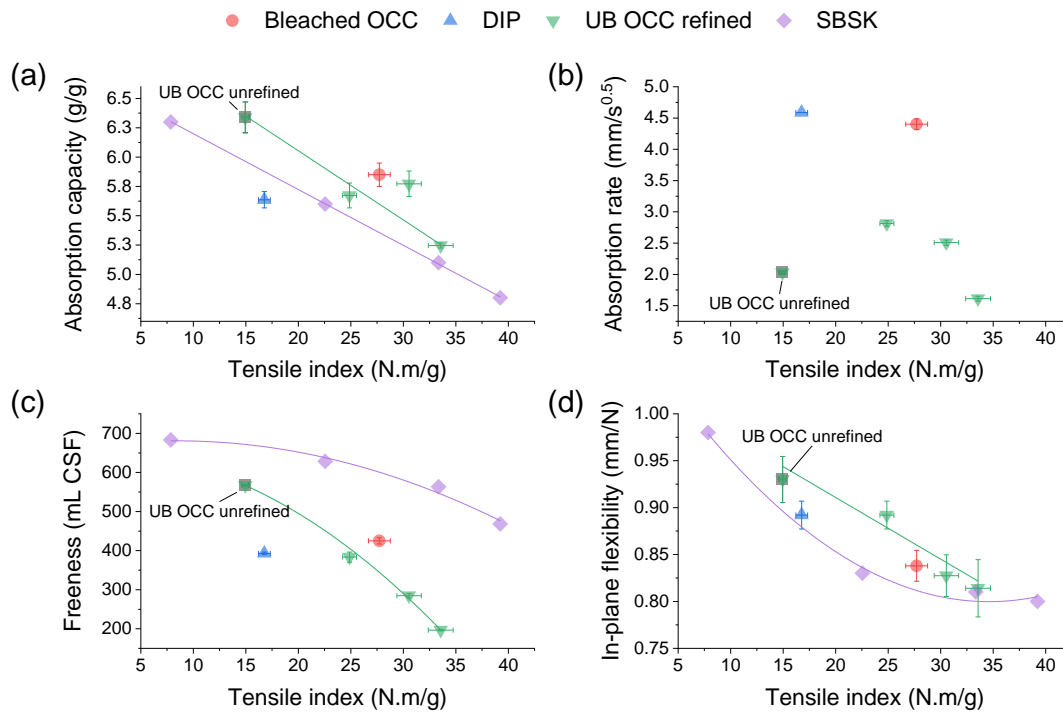 Bleached OCC DIP UB OCC refined SBSK
(a)
Absorption capacity (g/g)
6.5
6.3
6.0
5.8
5.5
5.3
5.0
4.8
UB OCC unrefined
5 10 15 20 25 30 35 40
Tensile index (N.m/g)
(b)
Absorption rate (mm/s^0.5)
4.5
4.0
3.5
3.0
2.5
2.0
1.5
UB OCC unrefined
5 10 15 20 25 30 35 40
Tensile index (N.m/g)
(c)
Freeness (mL CSF)
700
600
500
400
300
200
UB OCC unrefined
5 10 15 20 25 30 35 40
Tensile index (N.m/g)
(d)
In-plane flexibility (mm/N)
1.00
0.95
0.90
0.85
0.80
0.75
UB OCC unrefined
5 10 15 20 25 30 35 40
Tensile index (N.m/g)